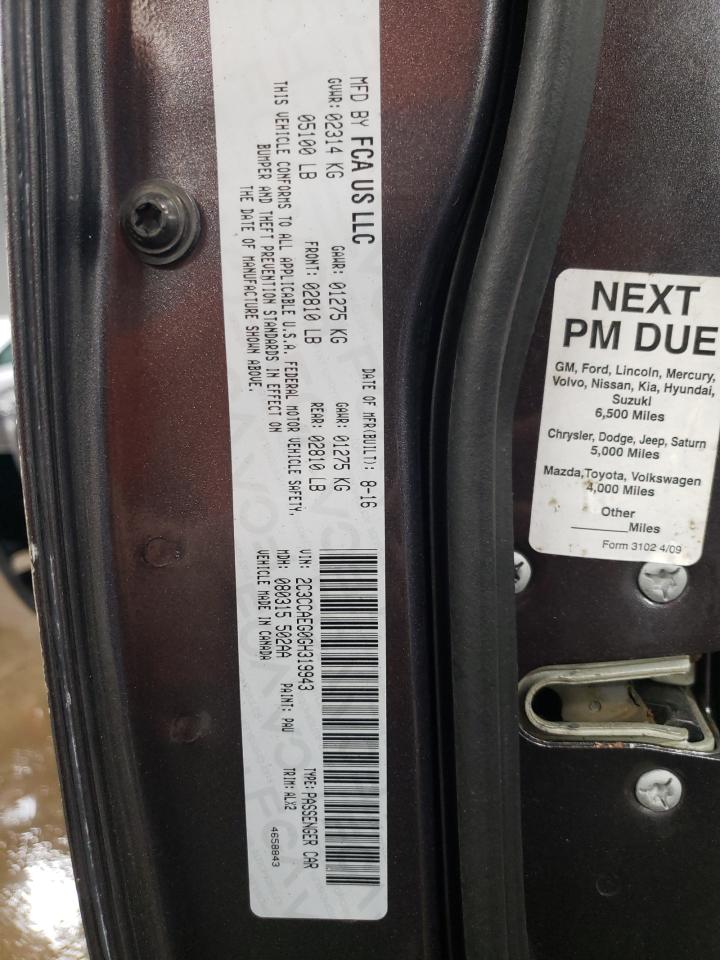 MFD BY FCA US LLC
DATE OF MFR(BUILT): 8-16
GVWR: 02314 KG GAWR: 01275 KG GAWR: 01275 KG
05100 LB FRONT: 02810 LB REAR: 02810 LB
THIS VEHICLE CONFORMS TO ALL APPLICABLE U.S.A. FEDERAL MOTOR VEHICLE SAFETY,
BUMPER AND THEFT PREVENTION STANDARDS IN EFFECT ON
THE DATE OF MANUFACTURE SHOWN ABOVE.
VIN: 2C3CCAEG0GH319943 TYPE: PASSENGER CAR
MDH: 080315 502AA PAINT: PAU TRIM: ALX2
VEHICLE MADE IN CANADA 4658843
NEXT
PM DUE
GM, Ford, Lincoln, Mercury,
Volvo, Nissan, Kia, Hyundai,
Suzuki
6,500 Miles
Chrysler, Dodge, Jeep, Saturn
5,000 Miles
Mazda,Toyota, Volkswagen
4,000 Miles
Other
______Miles
Form 3102 4/09